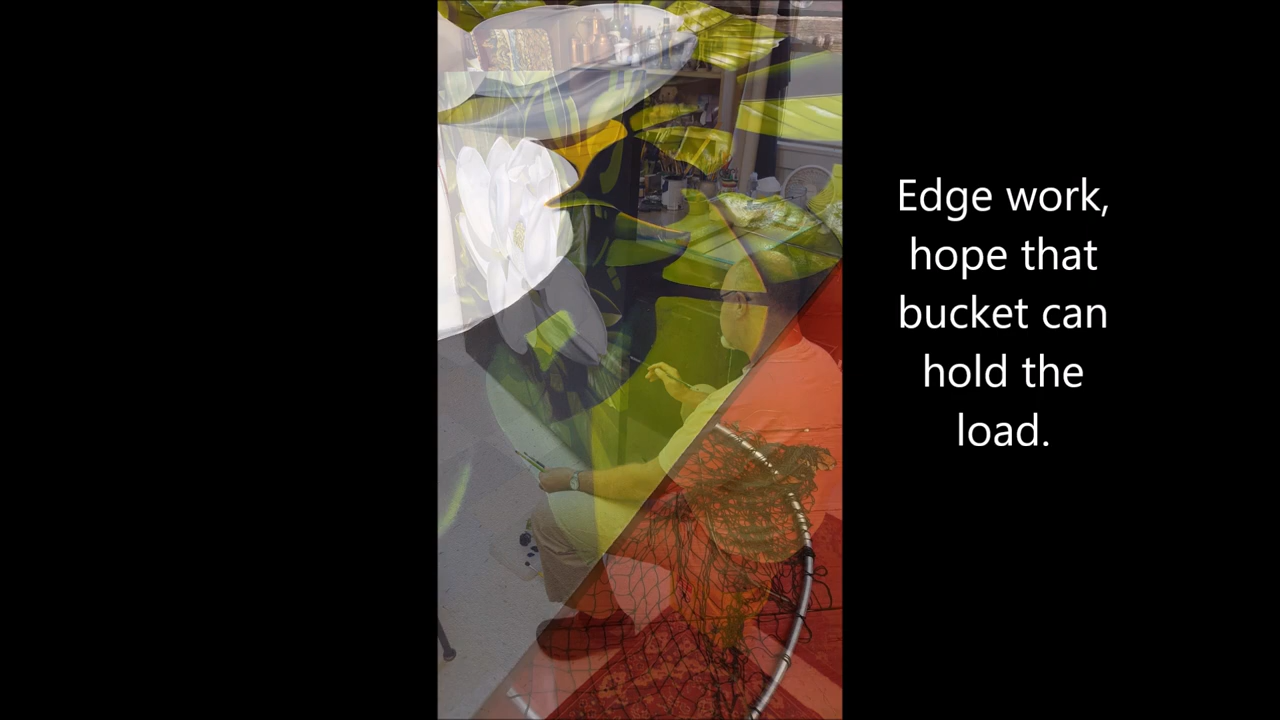 Edge work,
hope that
bucket can
hold the
load.